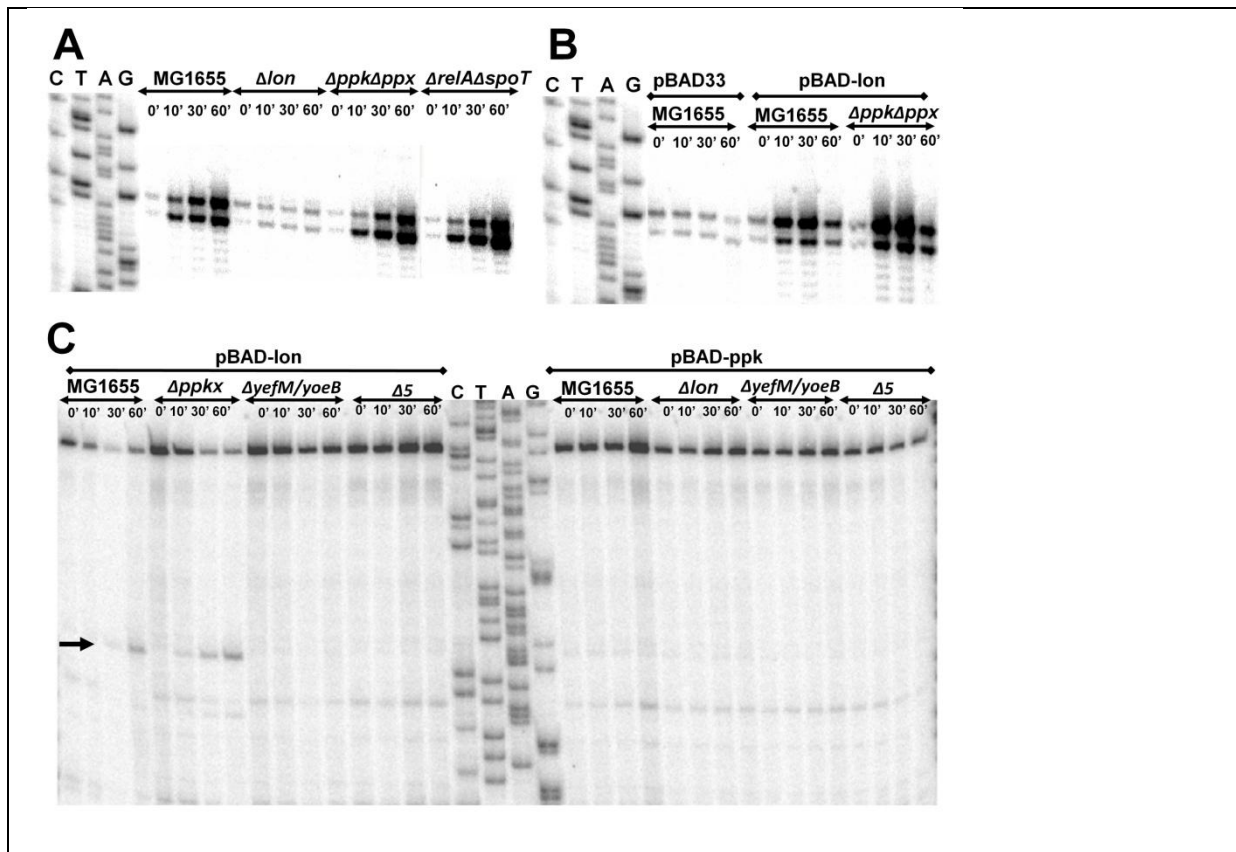 A
C T A G MG1655 Δlon ΔppkΔppx ΔrelAΔspoT
0' 10' 30' 60' 0' 10' 30' 60' 0' 10' 30' 60' 0' 10' 30' 60'
B
C T A G pBAD33 pBAD-lon
MG1655 MG1655 ΔppkΔppx
0' 10' 30' 60' 0' 10' 30' 60' 0' 10' 30' 60'
C
pBAD-lon pBAD-ppk
MG1655 Δppkx ΔyefM/yoeB Δ5 C T A G MG1655 Δlon ΔyefM/yoeB Δ5
0' 10' 30' 60' 0' 10' 30' 60' 0' 10' 30' 60' 0' 10' 30' 60' 0' 10' 30' 60' 0' 10' 30' 60' 0' 10' 30' 60' 0' 10' 30' 60'